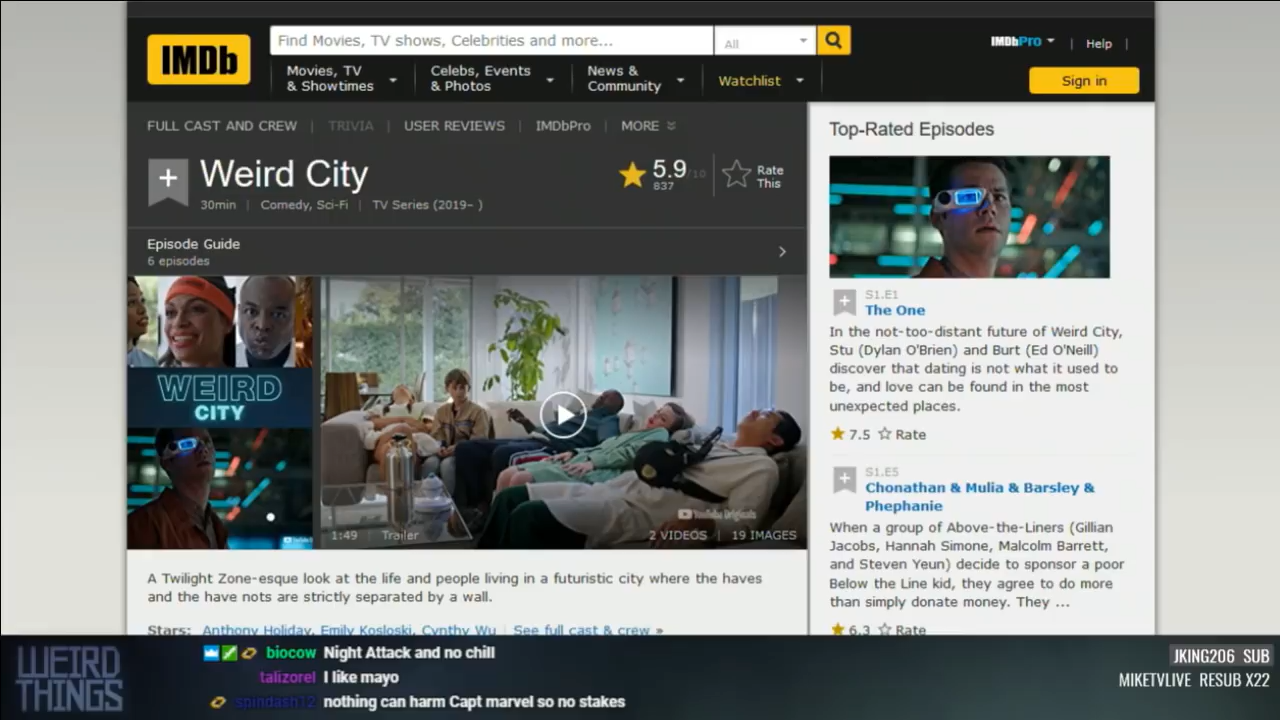 IMDb
Find Movies, TV shows, Celebrities and more...
All
IMDbPro
Help
Movies, TV
& Showtimes
Celebs, Events
& Photos
News &
Community
Watchlist
Sign in
FULL CAST AND CREW
TRIVIA
USER REVIEWS
IMDbPro
MORE
Weird City
5.9/10
837
Rate
This
30min
Comedy, Sci-Fi
TV Series (2019– )
Episode Guide
6 episodes
WEIRD
CITY
YouTube Originals
1:49
Trailer
2 VIDEOS
19 IMAGES
A Twilight Zone-esque look at the life and people living in a futuristic city where the haves
and the have nots are strictly separated by a wall.
Stars: Anthony Holiday, Emily Kosloski, Cynthy Wu | See full cast & crew »
Top-Rated Episodes
S1.E1
The One
In the not-too-distant future of Weird City,
Stu (Dylan O'Brien) and Burt (Ed O'Neill)
discover that dating is not what it used to
be, and love can be found in the most
unexpected places.
7.5 Rate
S1.E5
Chonathan & Mulia & Barsley &
Phephanie
When a group of Above-the-Liners (Gillian
Jacobs, Hannah Simone, Malcolm Barrett,
and Steven Yeun) decide to sponsor a poor
Below the Line kid, they agree to do more
than simply donate money. They ...
6.3 Rate
WEIRD
THINGS
biocow Night Attack and no chill
talizorel I like mayo
spindash12 nothing can harm Capt marvel so no stakes
JKING206 SUB
MIKETVLIVE RESUB X22